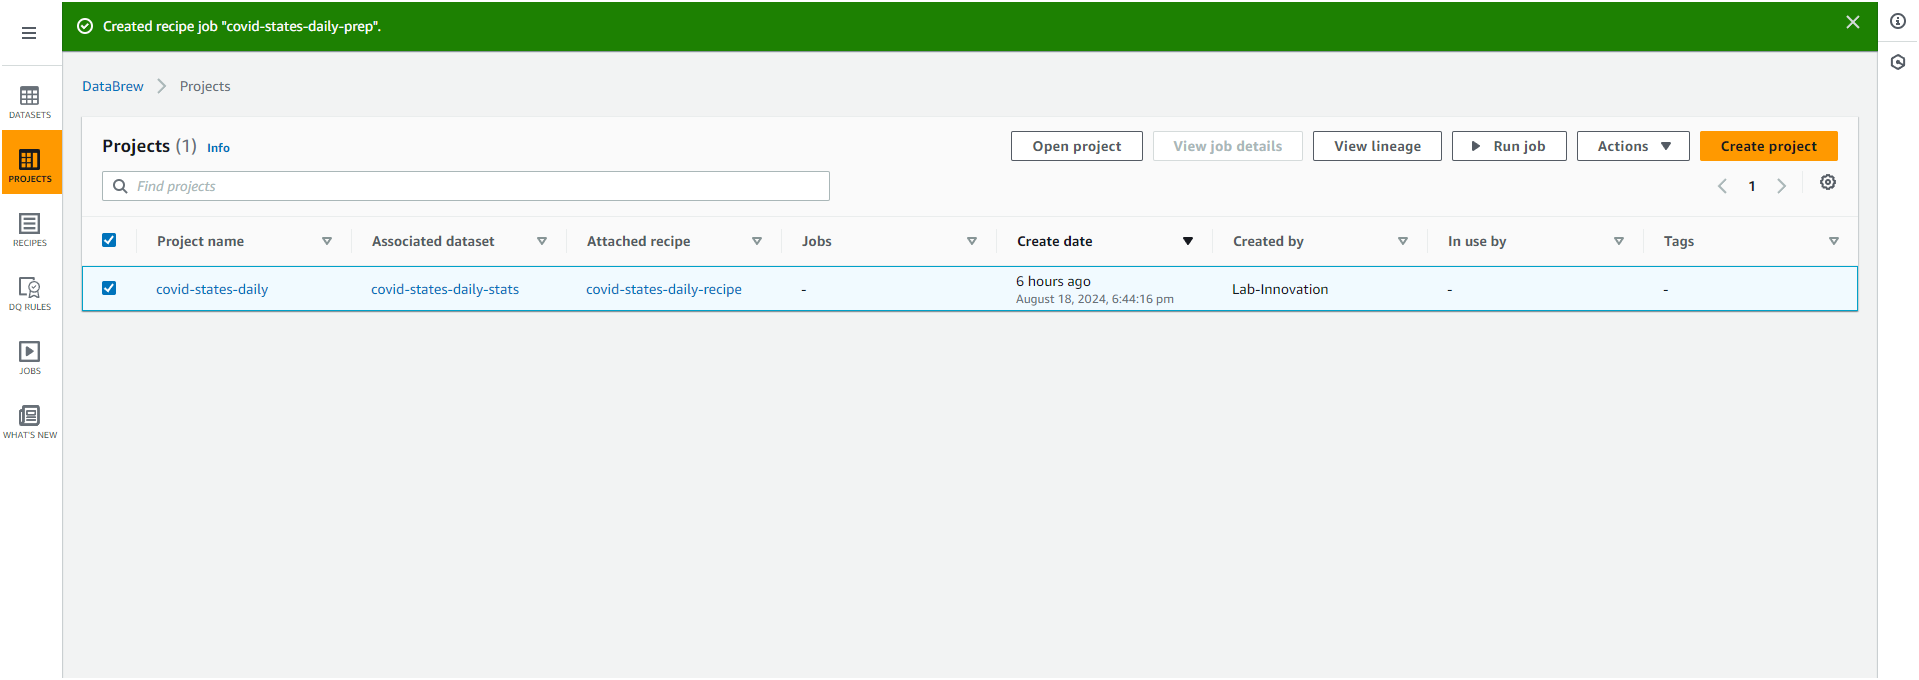 Created recipe job "covid-states-daily-prep".
DataBrew Projects
DATASETS
PROJECTS
RECIPES
DQ RULES
JOBS
WHAT'S NEW
Projects (1) Info
Open project View job details View lineage Run job Actions Create project
Find projects
1
Project name Associated dataset Attached recipe Jobs Create date Created by In use by Tags
covid-states-daily covid-states-daily-stats covid-states-daily-recipe - 6 hours ago Lab-Innovation - -
August 18, 2024, 6:44:16 pm